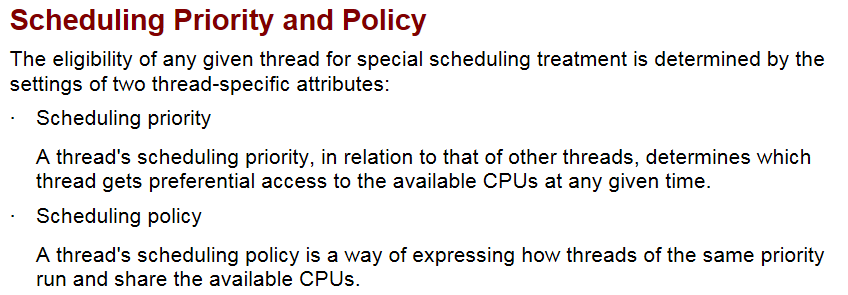 Scheduling Priority and Policy
The eligibility of any given thread for special scheduling treatment is determined by the
settings of two thread-specific attributes:
· Scheduling priority
A thread's scheduling priority, in relation to that of other threads, determines which
thread gets preferential access to the available CPUs at any given time.
· Scheduling policy
A thread's scheduling policy is a way of expressing how threads of the same priority
run and share the available CPUs.